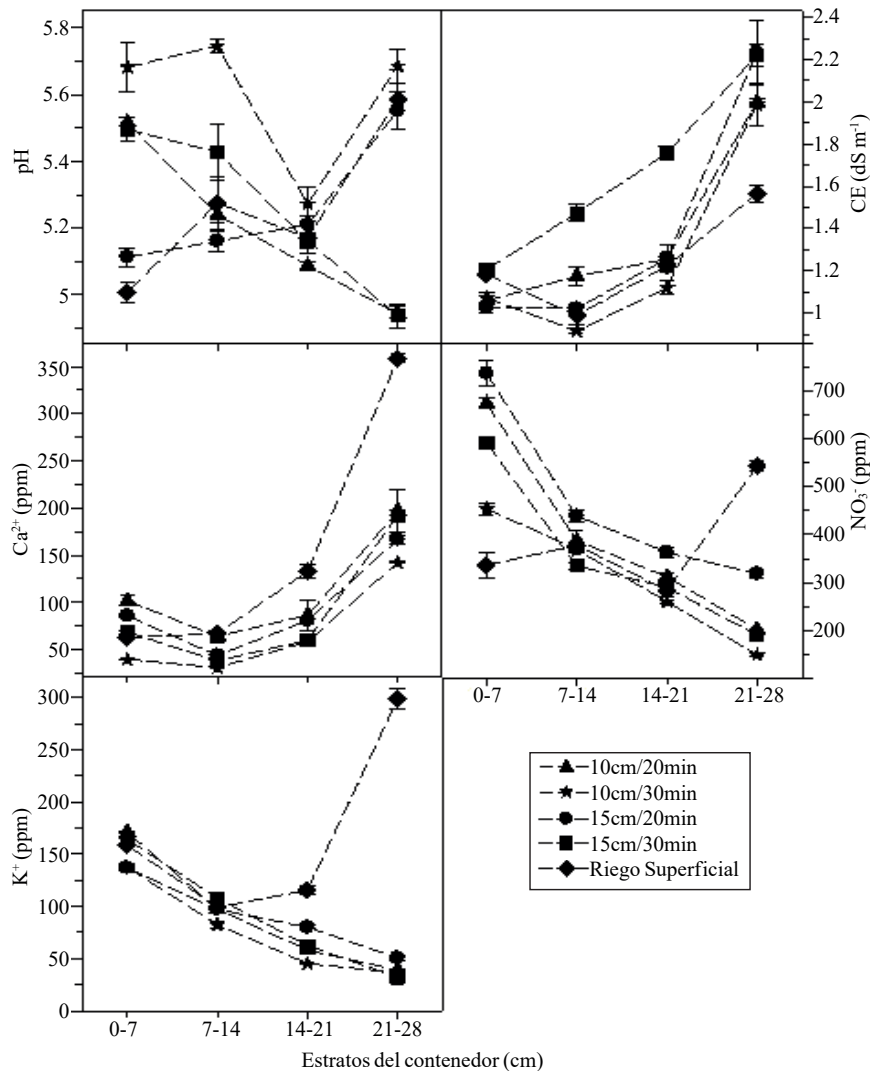 pH
5.8
5.6
5.4
5.2
5
CE (dS m⁻¹)
2.4
2.2
2
1.8
1.6
1.4
1.2
1
Ca²⁺ (ppm)
350
300
250
200
150
100
50
NO₃⁻ (ppm)
700
600
500
400
300
200
0-7 7-14 14-21 21-28
K⁺ (ppm)
300
250
200
150
100
50
0
0-7 7-14 14-21 21-28
Estratos del contenedor (cm)
10cm/20min
10cm/30min
15cm/20min
15cm/30min
Riego Superficial